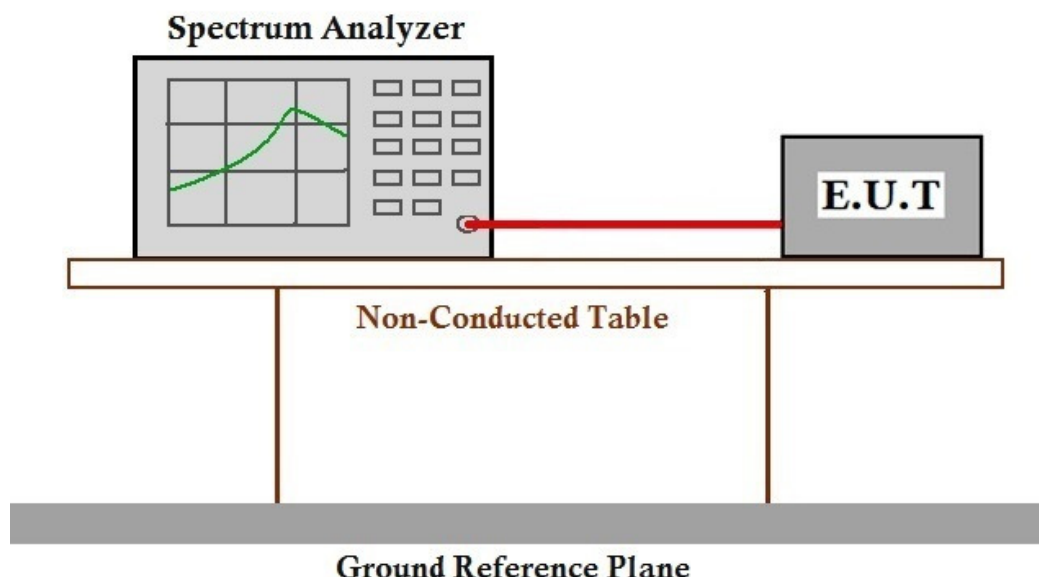 Spectrum Analyzer
E.U.T
Non-Conducted Table
Ground Reference Plane